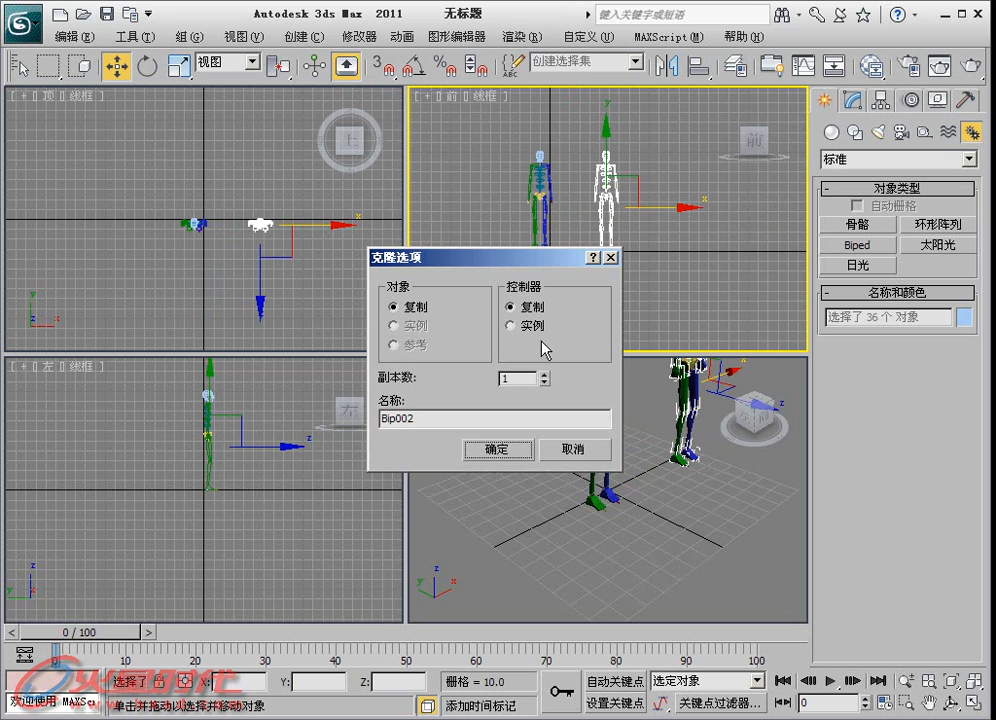 Autodesk 3ds Max 2011 无标题
键入关键字或短语
编辑(E) 工具(T) 组(G) 视图(V) 创建(C) 修改器 动画 图形编辑器 渲染(R) 自定义(U) MAXScript(M) 帮助(H)
视图 3 % ABC 创建选择集
[ + [] 顶 [] 线框 ]
[ + [] 前 [] 线框 ]
上
前
y
x
x
y
z x
标准
- 对象类型
自动栅格
骨骼 环形阵列
Biped 太阳光
日光
- 名称和颜色
选择了 36 个 对象
克隆选项 ?
对象 控制器
复制 复制
实例 实例
参考
副本数: 1
名称:
Bip002
确定 取消
[ + [] 左 [] 线框 ]
左
z
z
y
x
z
z
y x
< 0 / 100 >
0 10 20 30 40 50 60 70 80 90 100
火星时代
选择了 X: Y: Z: 栅格 = 10.0 自动关键点 选定对象
欢迎使用 MAXScr 单击并拖动以选择并移动对象 添加时间标记 设置关键点 关键点过滤器... 0